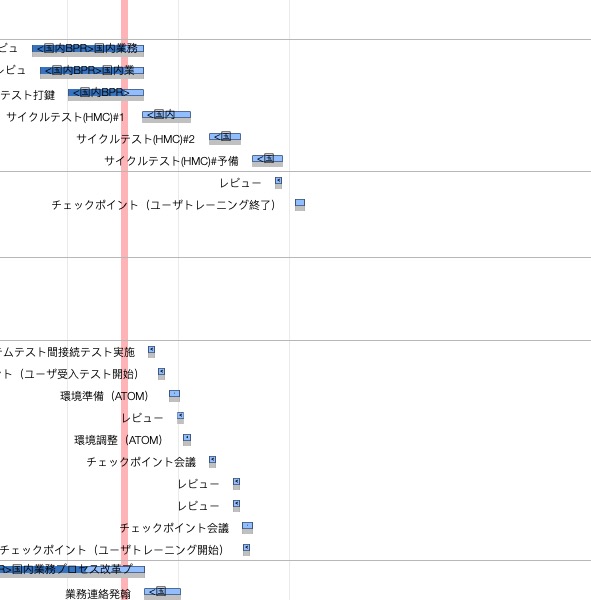 ビュ <国内BPR>国内業務
レビュ <国内BPR>国内業
テスト打鍵 <国内BPR>
サイクルテスト(HMC)#1 <国内
サイクルテスト(HMC)#2 <国
サイクルテスト(HMC)#予備 <国
レビュー
チェックポイント（ユーザトレーニング終了）
テムテスト間接続テスト実施
ント（ユーザ受入テスト開始）
環境準備（ATOM）
レビュー
環境調整（ATOM）
チェックポイント会議
レビュー
レビュー
チェックポイント会議
チェックポイント（ユーザトレーニング開始）
R>国内業務プロセス改革プ
業務連絡発翰 <国